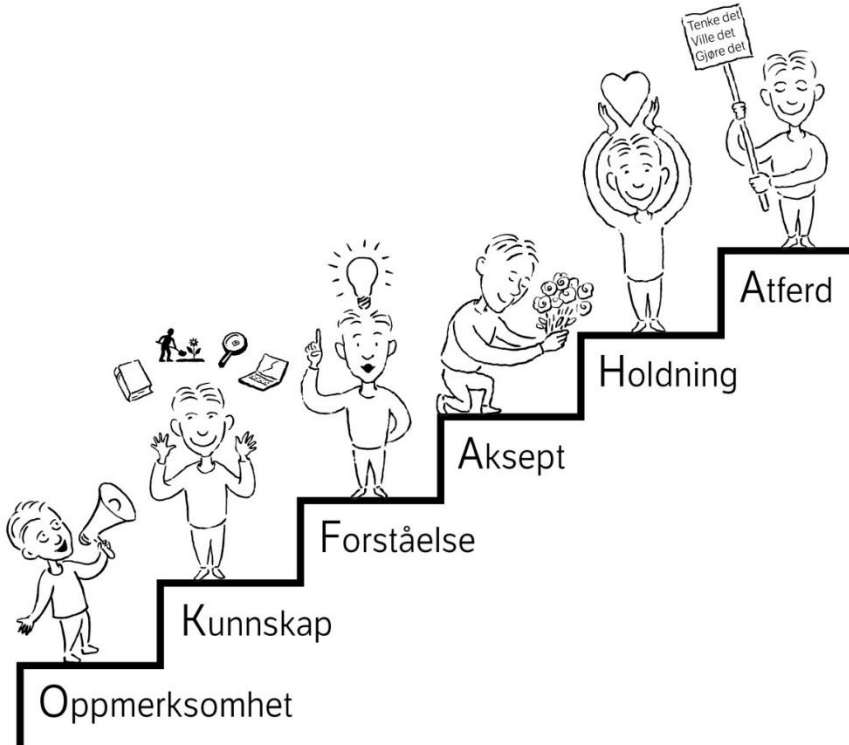 Tenke det
Ville det
Gjøre det
Atferd
Holdning
Aksept
Forståelse
Kunnskap
Oppmerksomhet